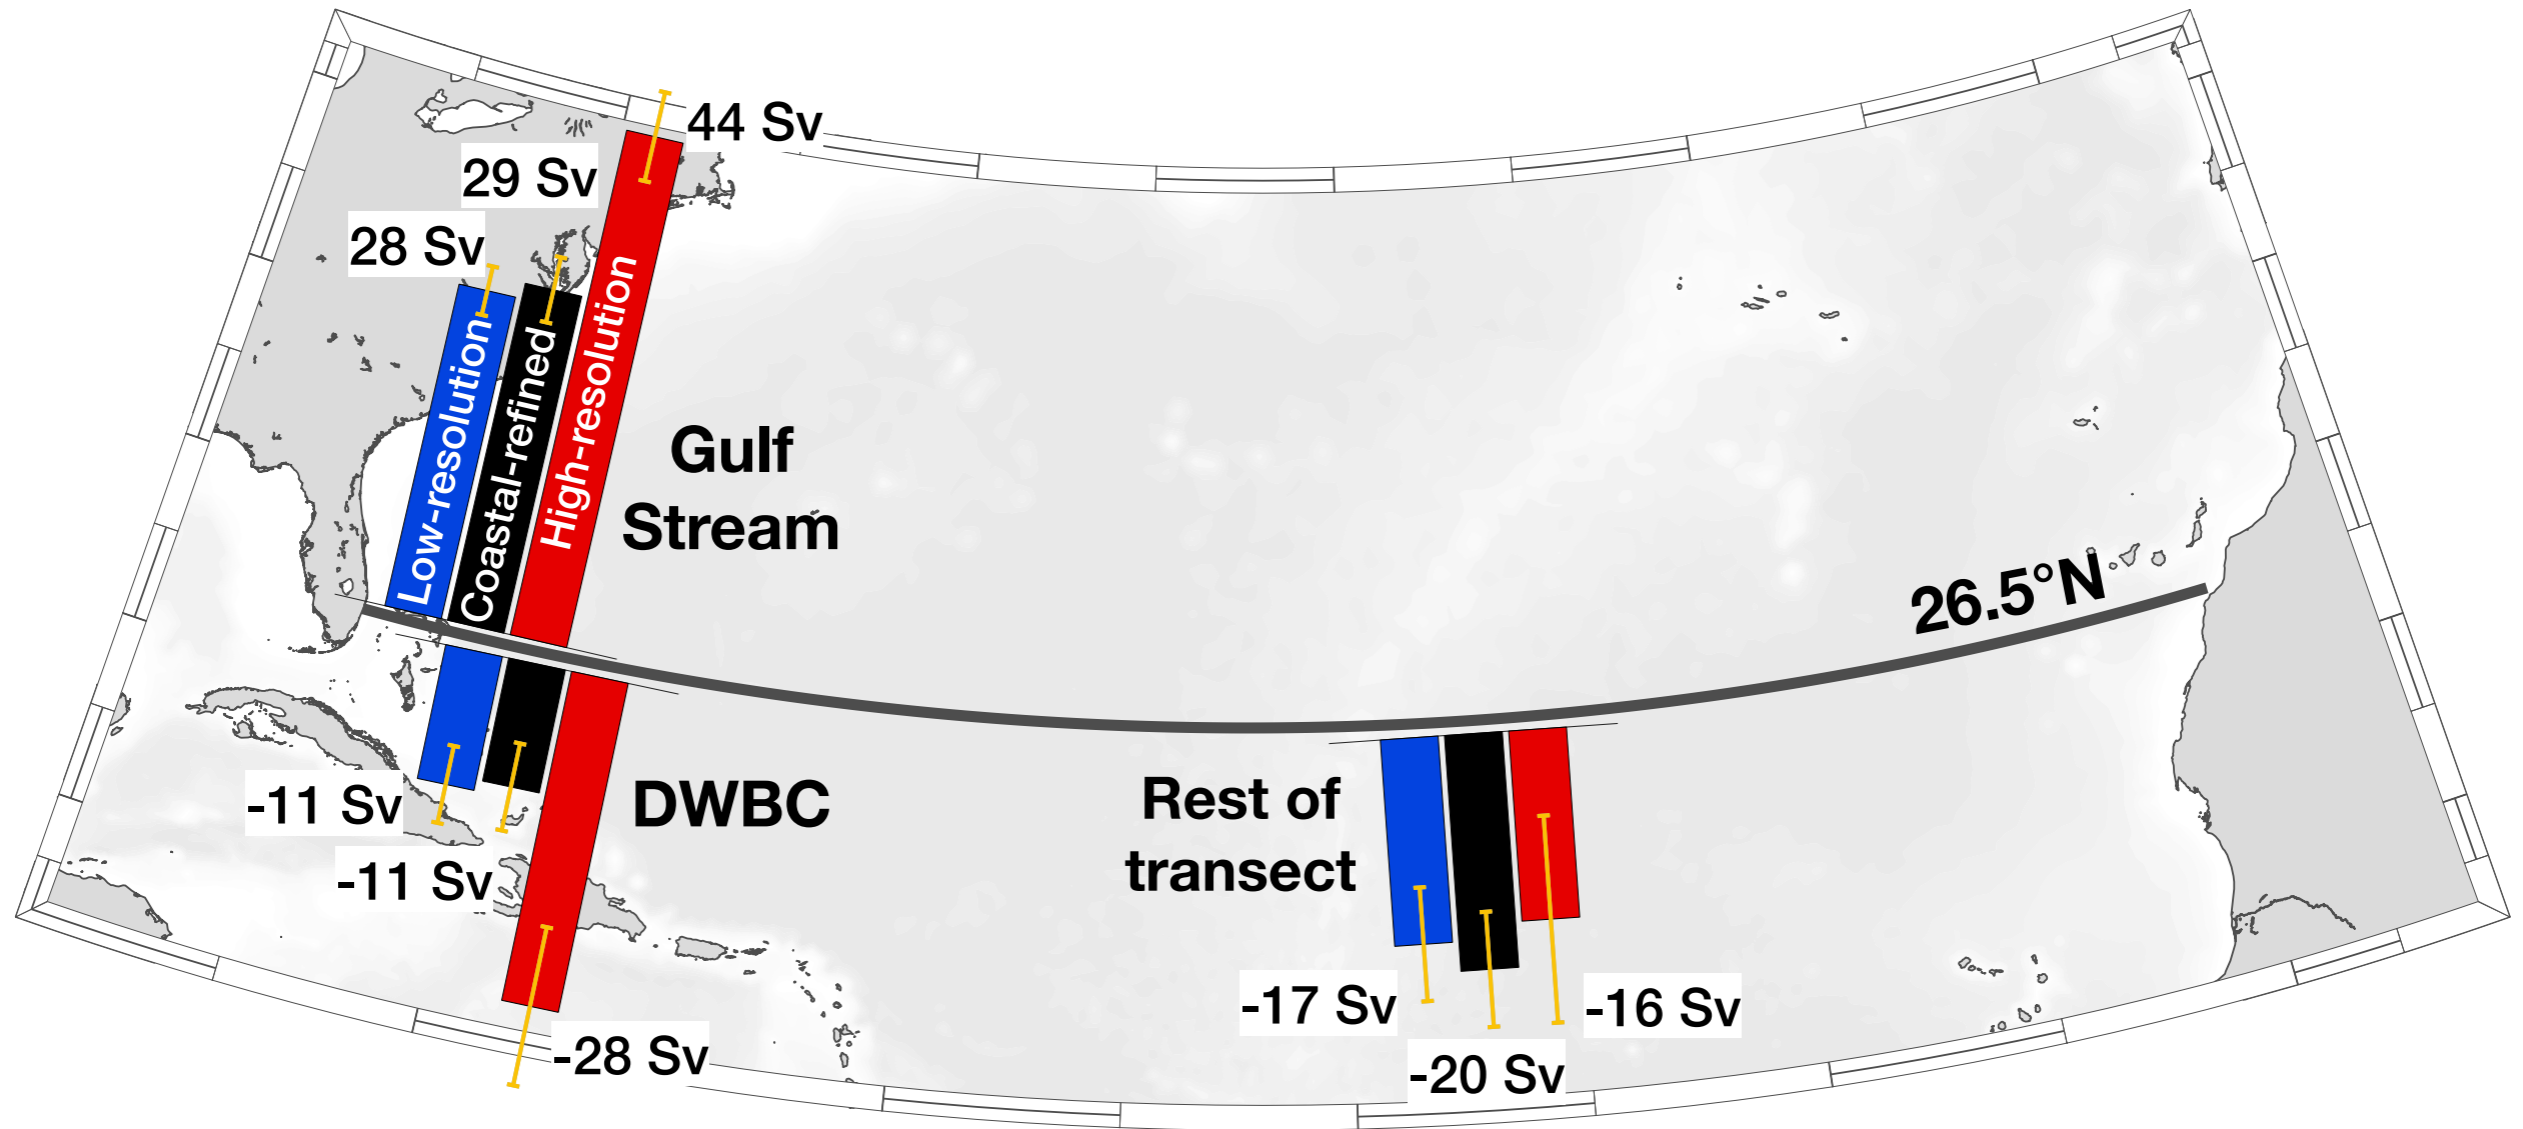 44 Sv
29 Sv
28 Sv
Low-resolution
Coastal-refined
High-resolution
Gulf
Stream
26.5°N
-11 Sv
-11 Sv
DWBC
-28 Sv
Rest of
transect
-17 Sv
-20 Sv
-16 Sv